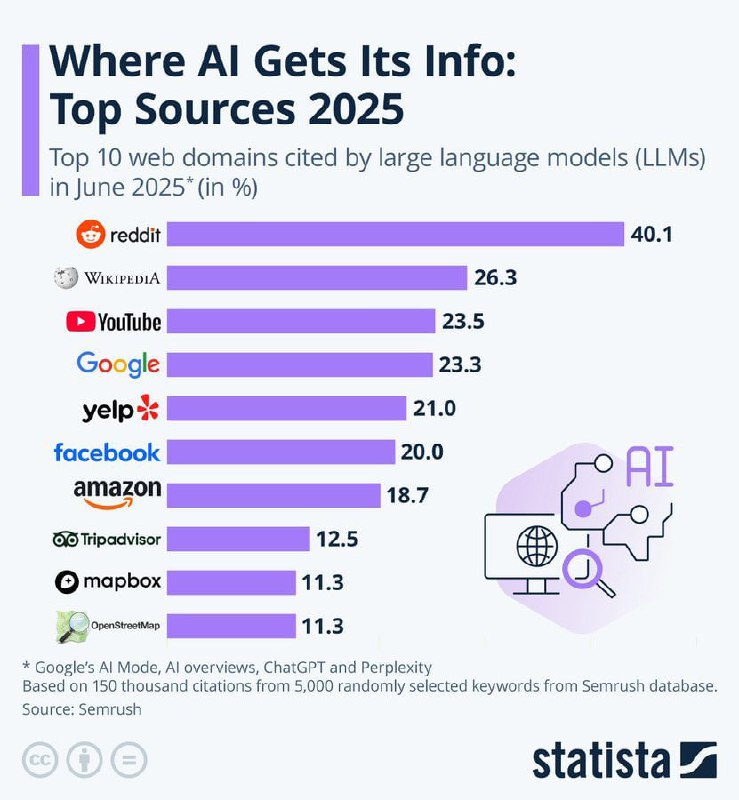 Where AI Gets Its Info:
Top Sources 2025
Top 10 web domains cited by large language models (LLMs)
in June 2025* (in %)
reddit 40.1
WIKIPEDIA 26.3
YouTube 23.5
Google 23.3
yelp 21.0
facebook 20.0
amazon 18.7
Tripadvisor 12.5
mapbox 11.3
OpenStreetMap 11.3
AI
* Google's AI Mode, AI overviews, ChatGPT and Perplexity
Based on 150 thousand citations from 5,000 randomly selected keywords from Semrush database.
Source: Semrush
cc
=
statista